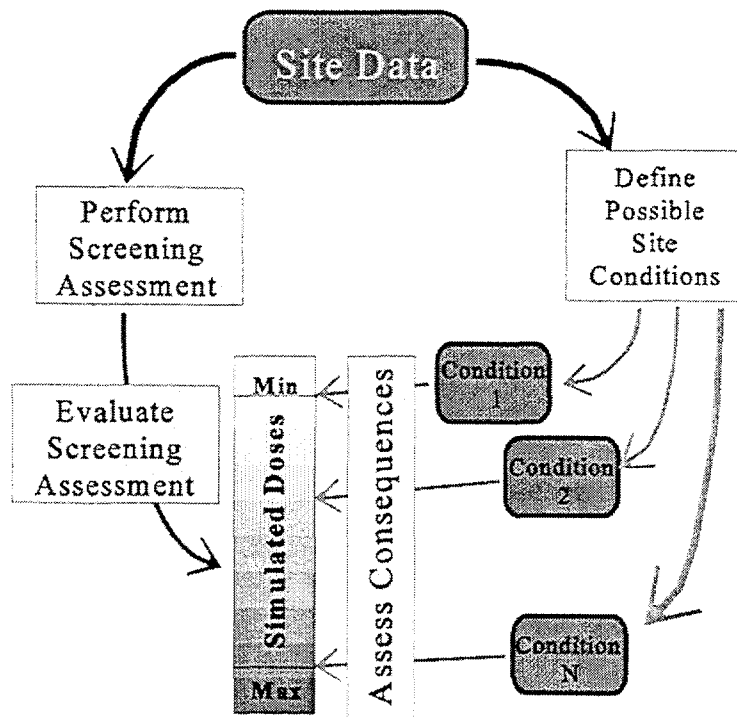 Site Data
Perform
Screening
Assessment
Define
Possible
Site
Conditions
Evaluate
Screening
Assessment
Min
Simulated Doses
Max
Assess Consequences
Condition
1
Condition
2
Condition
N